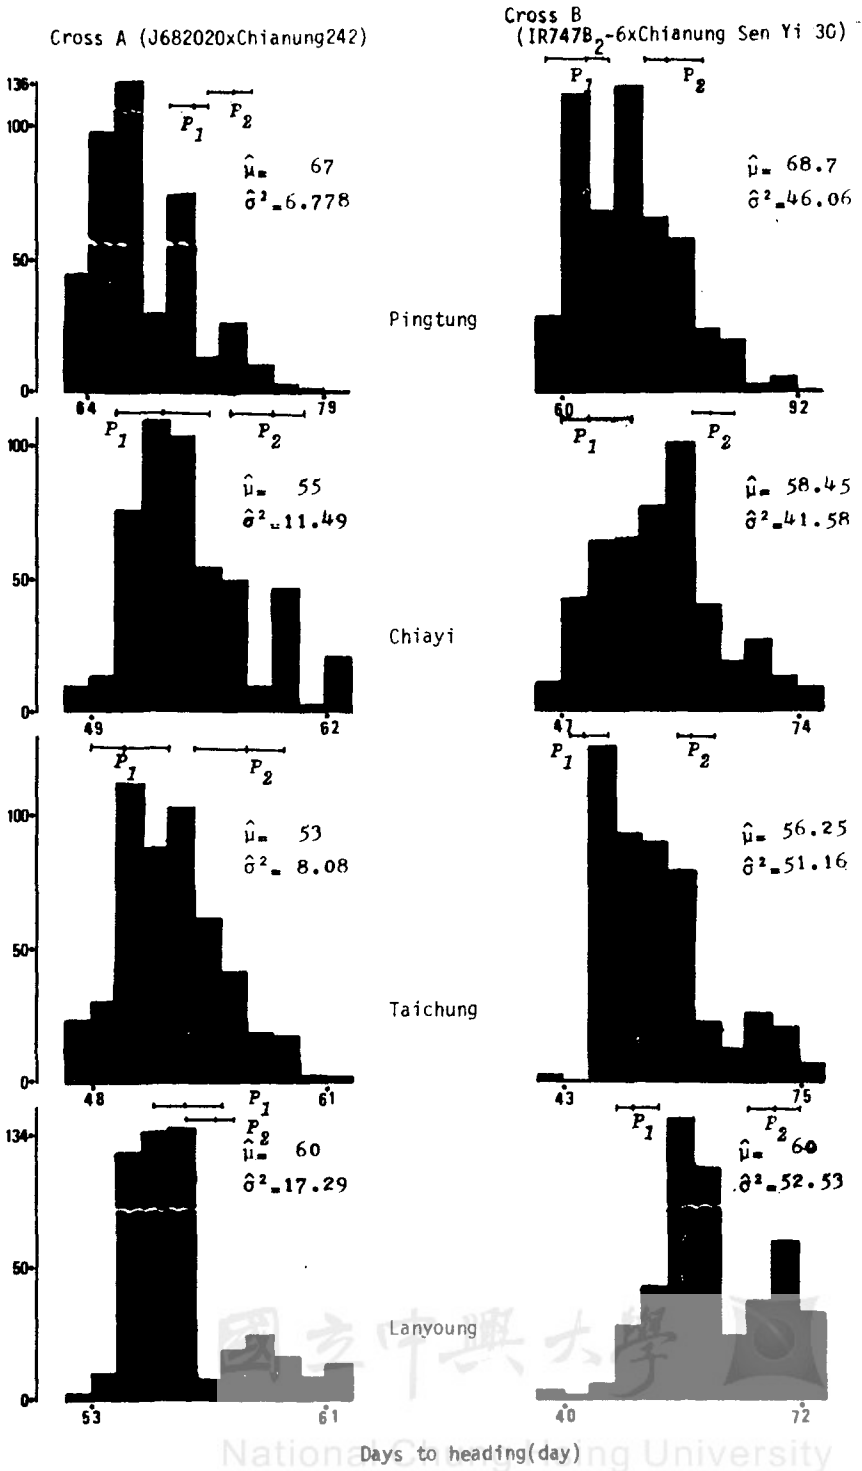 Cross A (J682020xChianung242)
Cross B
(IR747B2-6xChianung Sen Yi 30)
136
100
50
0
P1
P2
μ̂= 67
σ̂²=6.778
64
79
Pingtung
P1
P2
μ̂= 68.7
σ̂²=46.06
60
92
100
50
0
P1
P2
μ̂= 55
σ̂²=11.49
49
62
Chiayi
P1
P2
μ̂= 58.45
σ̂²=41.58
47
74
100
50
0
P1
P2
μ̂= 53
σ̂²= 8.08
48
61
Taichung
P1
P2
μ̂= 56.25
σ̂²=51.16
43
75
134
50
0
P1
P2
μ̂= 60
σ̂²=17.29
53
61
Lanyoung
P1
P2
μ̂= 60
σ̂²=52.53
40
72
Days to heading(day)
國立中興大學
National Chung Hsing University